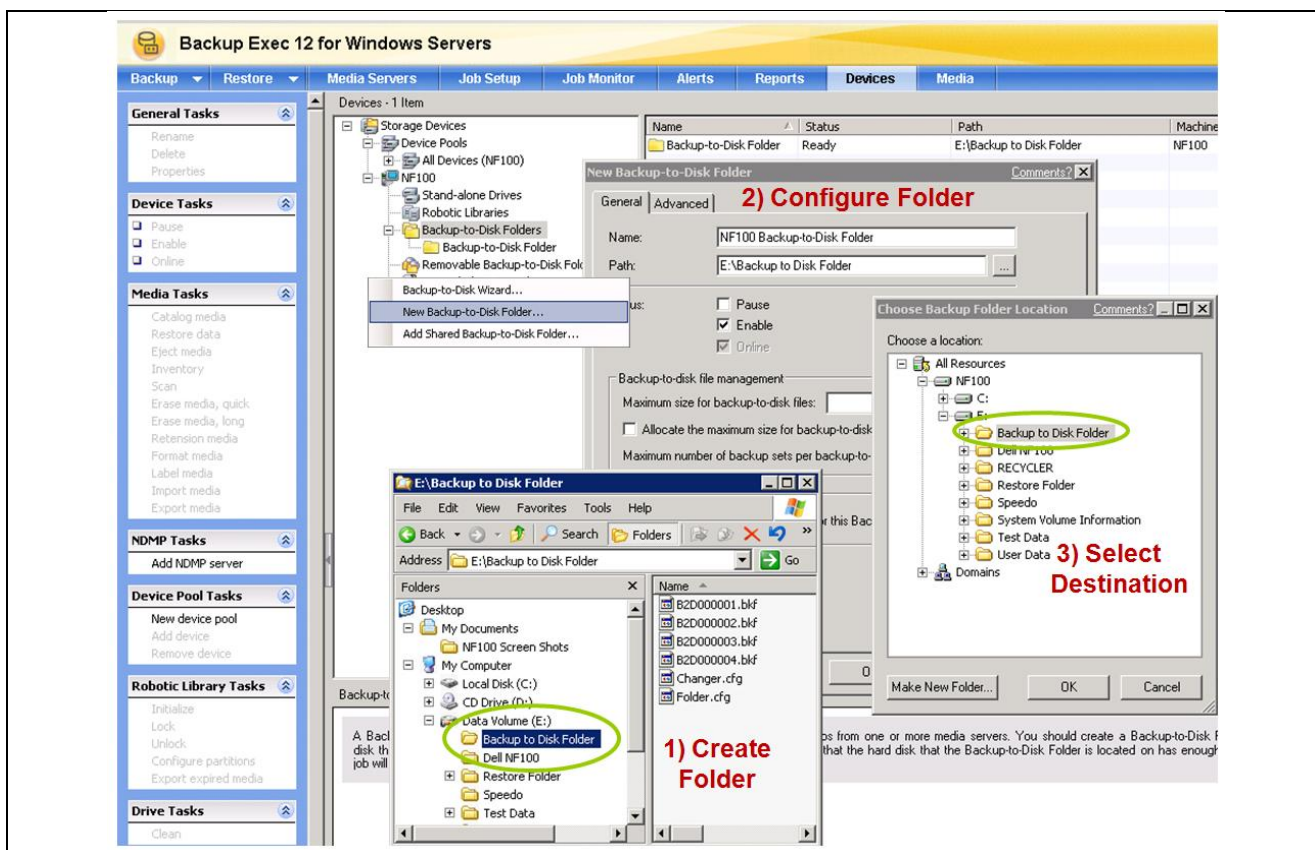 Backup Exec 12 for Windows Servers
Backup Restore Media Servers Job Setup Job Monitor Alerts Reports Devices Media
General Tasks
Rename
Delete
Properties
Device Tasks
Pause
Enable
Online
Media Tasks
Catalog media
Restore data
Eject media
Inventory
Scan
Erase media, quick
Erase media, long
Retension media
Format media
Label media
Import media
Export media
NDMP Tasks
Add NDMP server
Device Pool Tasks
New device pool
Add device
Remove device
Robotic Library Tasks
Initialize
Lock
Unlock
Configure partitions
Export expired media
Drive Tasks
Clean
Devices - 1 Item
Storage Devices
Device Pools
All Devices (NF100)
NF100
Stand-alone Drives
Robotic Libraries
Backup-to-Disk Folders
Backup-to-Disk Folder
Removable Backup-to-Disk Fol
Backup-to-Disk Wizard...
New Backup-to-Disk Folder...
Add Shared Backup-to-Disk Folder...
Name Status Path Machine
Backup-to-Disk Folder Ready E:\Backup to Disk Folder NF100
New Backup-to-Disk Folder Comments?
General Advanced
2) Configure Folder
Name: NF100 Backup-to-Disk Folder
Path: E:\Backup to Disk Folder ...
us: Pause
Enable
Online
Backup-to-disk file management
Maximum size for backup-to-disk files:
Allocate the maximum size for backup-to-disk
Maximum number of backup sets per backup-to-
r this Bac
O
Choose Backup Folder Location Comments?
Choose a location:
All Resources
NF100
C:
E:
Backup to Disk Folder
Dell NF100
RECYCLER
Restore Folder
Speedo
System Volume Information
Test Data
User Data
Domains
3) Select
Destination
Make New Folder... OK Cancel
E:\Backup to Disk Folder
File Edit View Favorites Tools Help
Back Search Folders »
Address E:\Backup to Disk Folder Go
Folders
Desktop
My Documents
NF100 Screen Shots
My Computer
Local Disk (C:)
CD Drive (D:)
Data Volume (E:)
Backup to Disk Folder
Dell NF100
Restore Folder
Speedo
Test Data
Name
B2D000001.bkf
B2D000002.bkf
B2D000003.bkf
B2D000004.bkf
Changer.cfg
Folder.cfg
1) Create
Folder
Backup-to
A Bacl
disk th
job will
os from one or more media servers. You should create a Backup-to-Disk F
that the hard disk that the Backup-to-Disk Folder is located on has enough